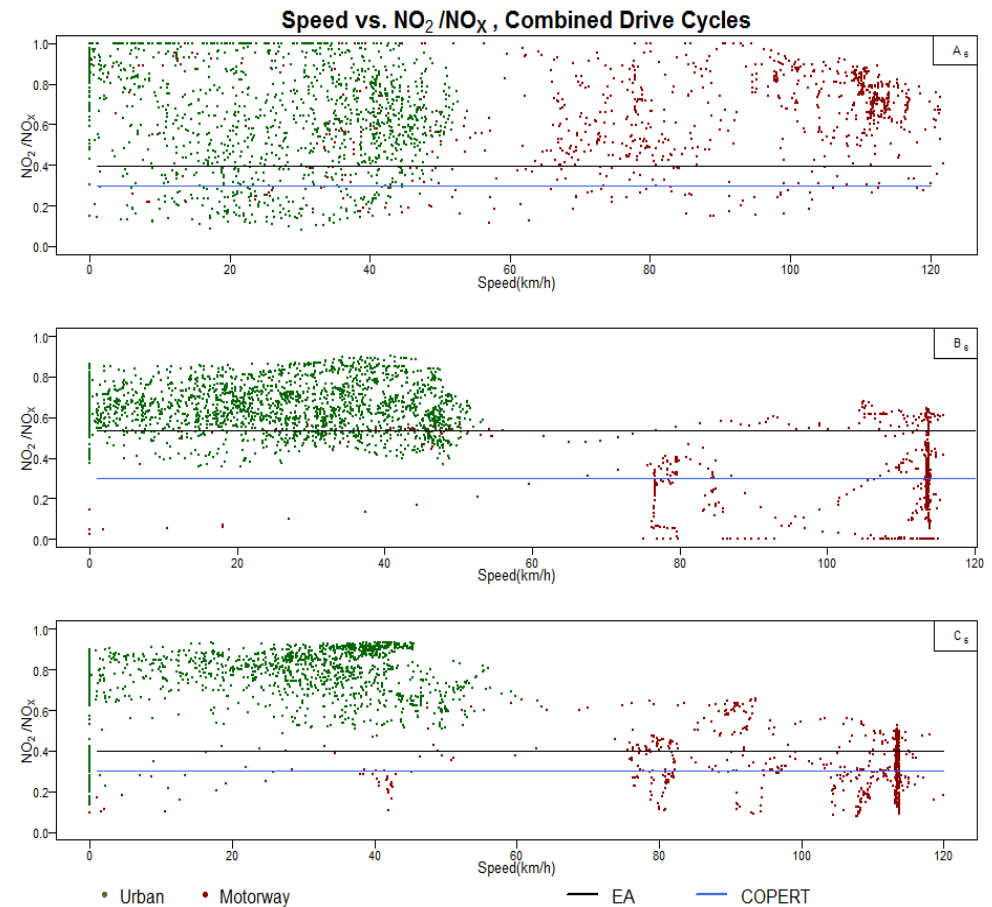 Speed vs. NO₂ /NOX , Combined Drive Cycles
A 6
NO₂ /NOX
1.0
0.8
0.6
0.4
0.2
0.0
0 20 40 60 80 100 120
Speed(km/h)
B 6
NO₂ /NOX
1.0
0.8
0.6
0.4
0.2
0.0
0 20 40 60 80 100 120
Speed(km/h)
C 6
NO₂ /NOX
1.0
0.8
0.6
0.4
0.2
0.0
0 20 40 60 80 100 120
Speed(km/h)
Urban Motorway EA COPERT